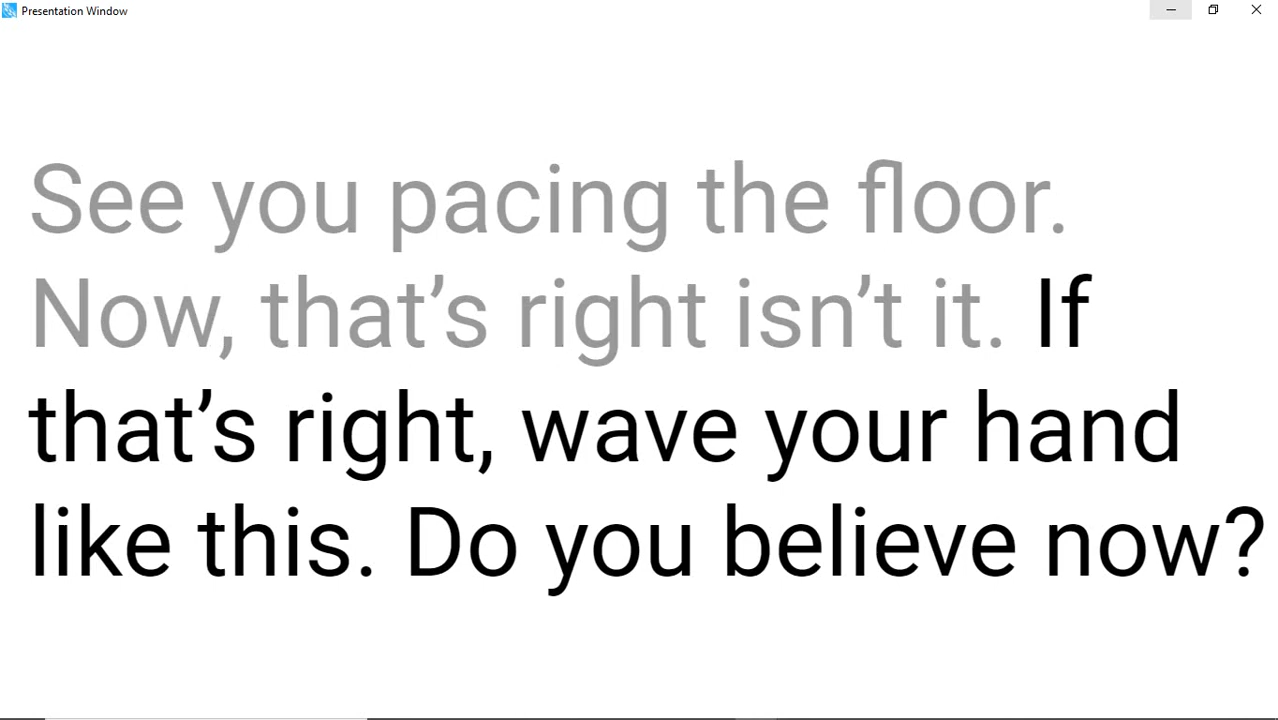 Presentation Window
See you pacing the floor.
Now, that’s right isn’t it. If
that’s right, wave your hand
like this. Do you believe now?